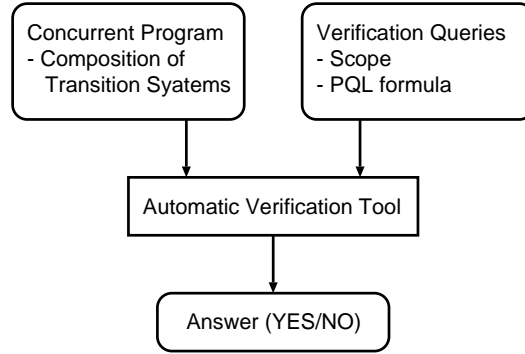 Concurrent Program
- Composition of
Transition Syatems
Verification Queries
- Scope
- PQL formula
Automatic Verification Tool
Answer (YES/NO)